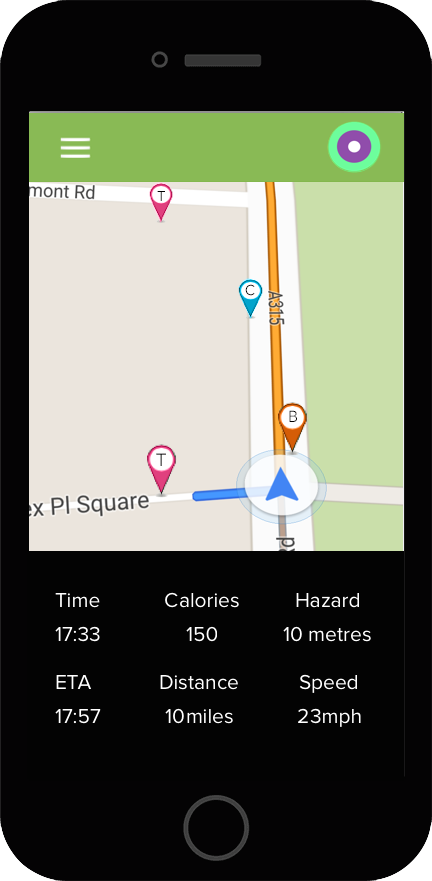 mont Rd
T
C
A315
B
T
ex Pl Square
Time Calories Hazard
17:33 150 10 metres
ETA Distance Speed
17:57 10miles 23mph